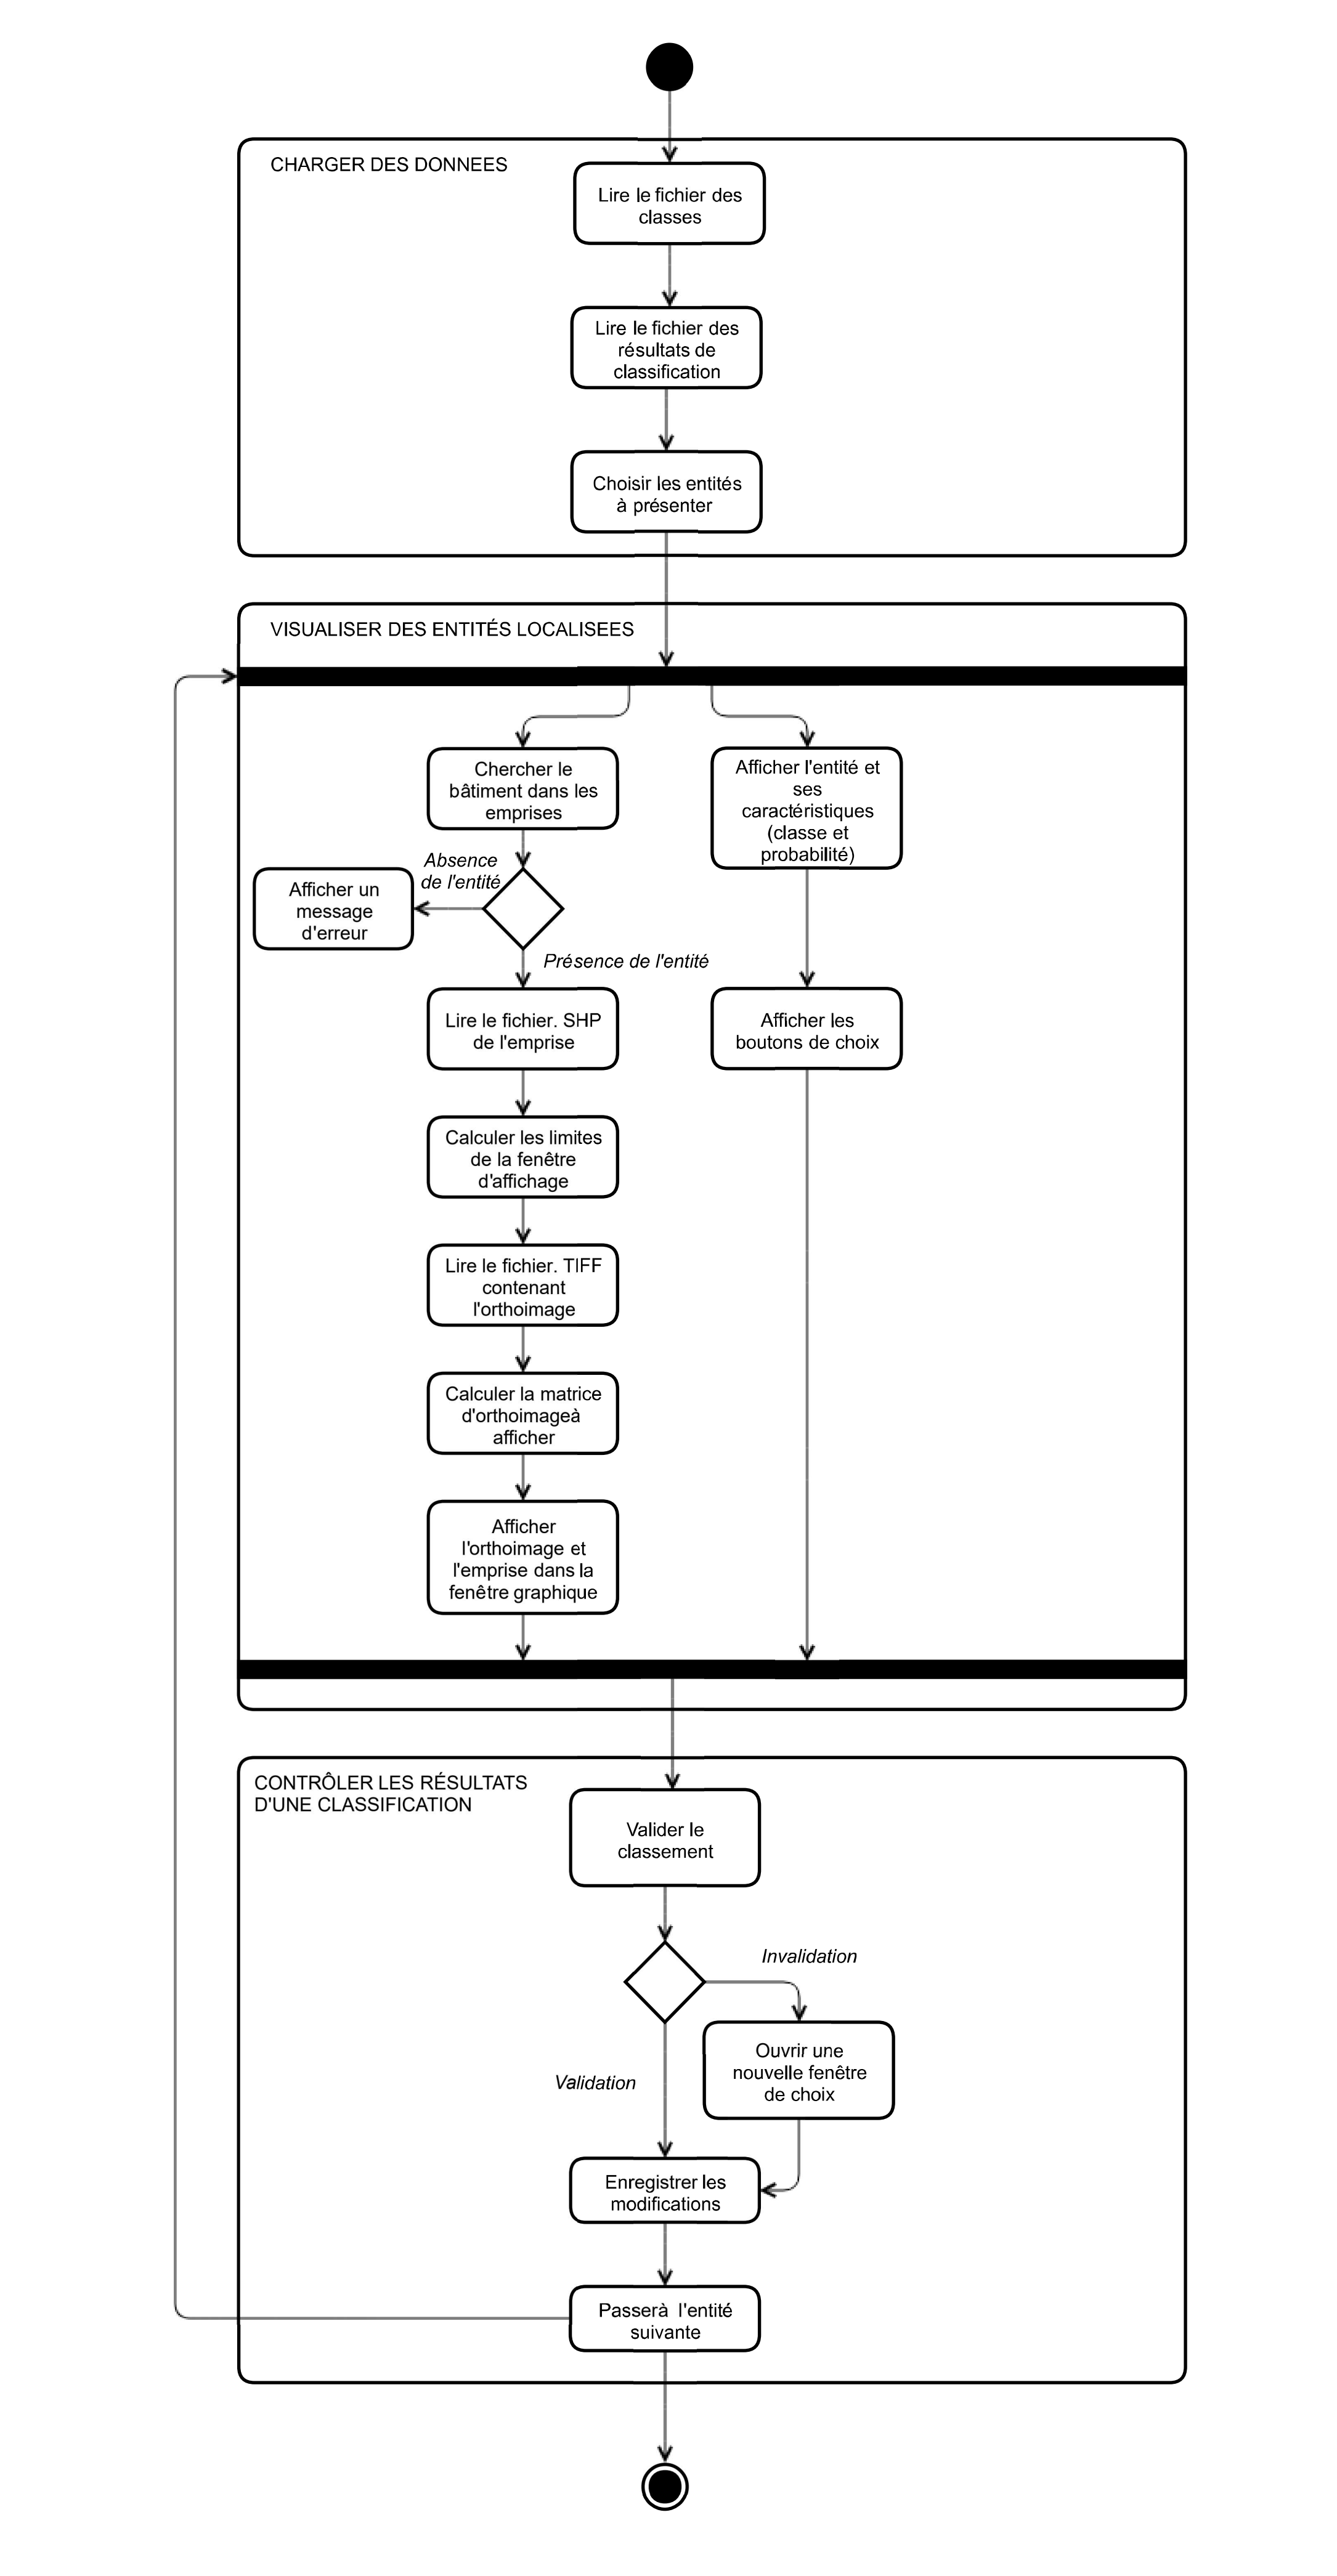 CHARGER DES DONNEES
Lire le fichier des
classes
Lire le fichier des
résultats de
classification
Choisir les entités
à présenter
VISUALISER DES ENTITÉS LOCALISEES
Chercher le
bâtiment dans les
emprises
Afficher l'entité et
ses
caractéristiques
(classe et
probabilité)
Absence
de l'entité
Afficher un
message
d'erreur
Présence de l'entité
Lire le fichier. SHP
de l'emprise
Afficher les
boutons de choix
Calculer les limites
de la fenêtre
d'affichage
Lire le fichier. TIFF
contenant
l'orthoimage
Calculer la matrice
d'orthoimageà
afficher
Afficher
l'orthoimage et
l'emprise dans la
fenêtre graphique
CONTRÔLER LES RÉSULTATS
D'UNE CLASSIFICATION
Valider le
classement
Invalidation
Ouvrir une
nouvelle fenêtre
de choix
Validation
Enregistrer les
modifications
Passerà l'entité
suivante